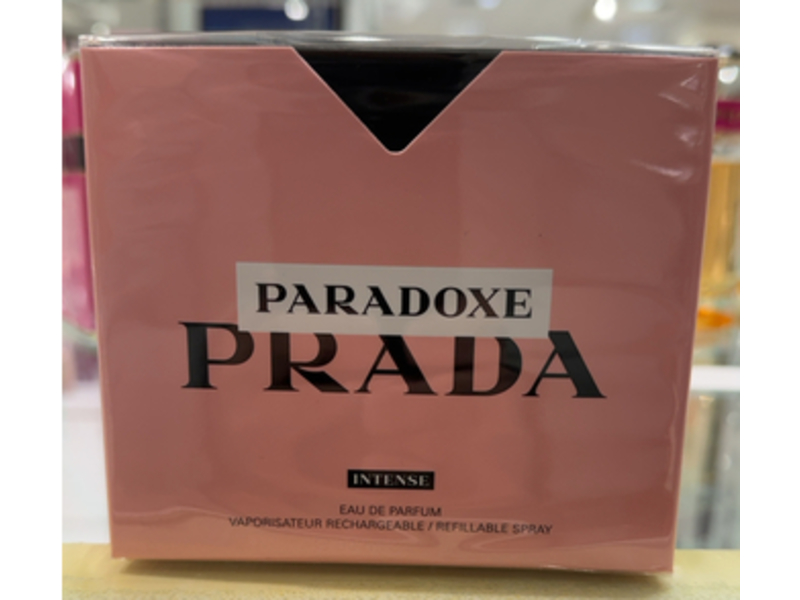 PARADOXE
PRADA
INTENSE
EAU DE PARFUM
VAPORISATEUR RECHARGEABLE / REFILLABLE SPRAY